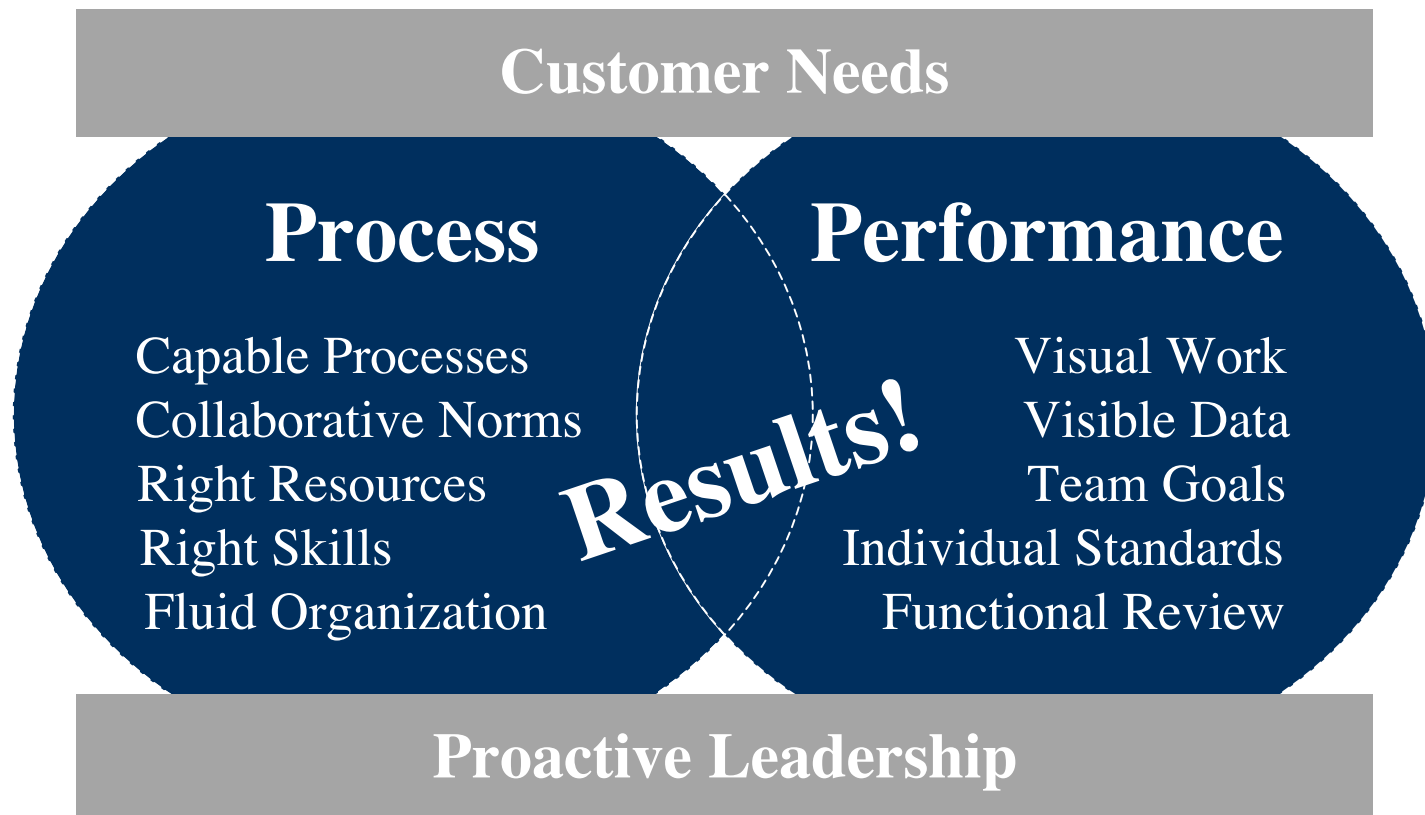 Customer Needs
Process
Capable Processes
Collaborative Norms
Right Resources
Right Skills
Fluid Organization
Results!
Performance
Visual Work
Visible Data
Team Goals
Individual Standards
Functional Review
Proactive Leadership